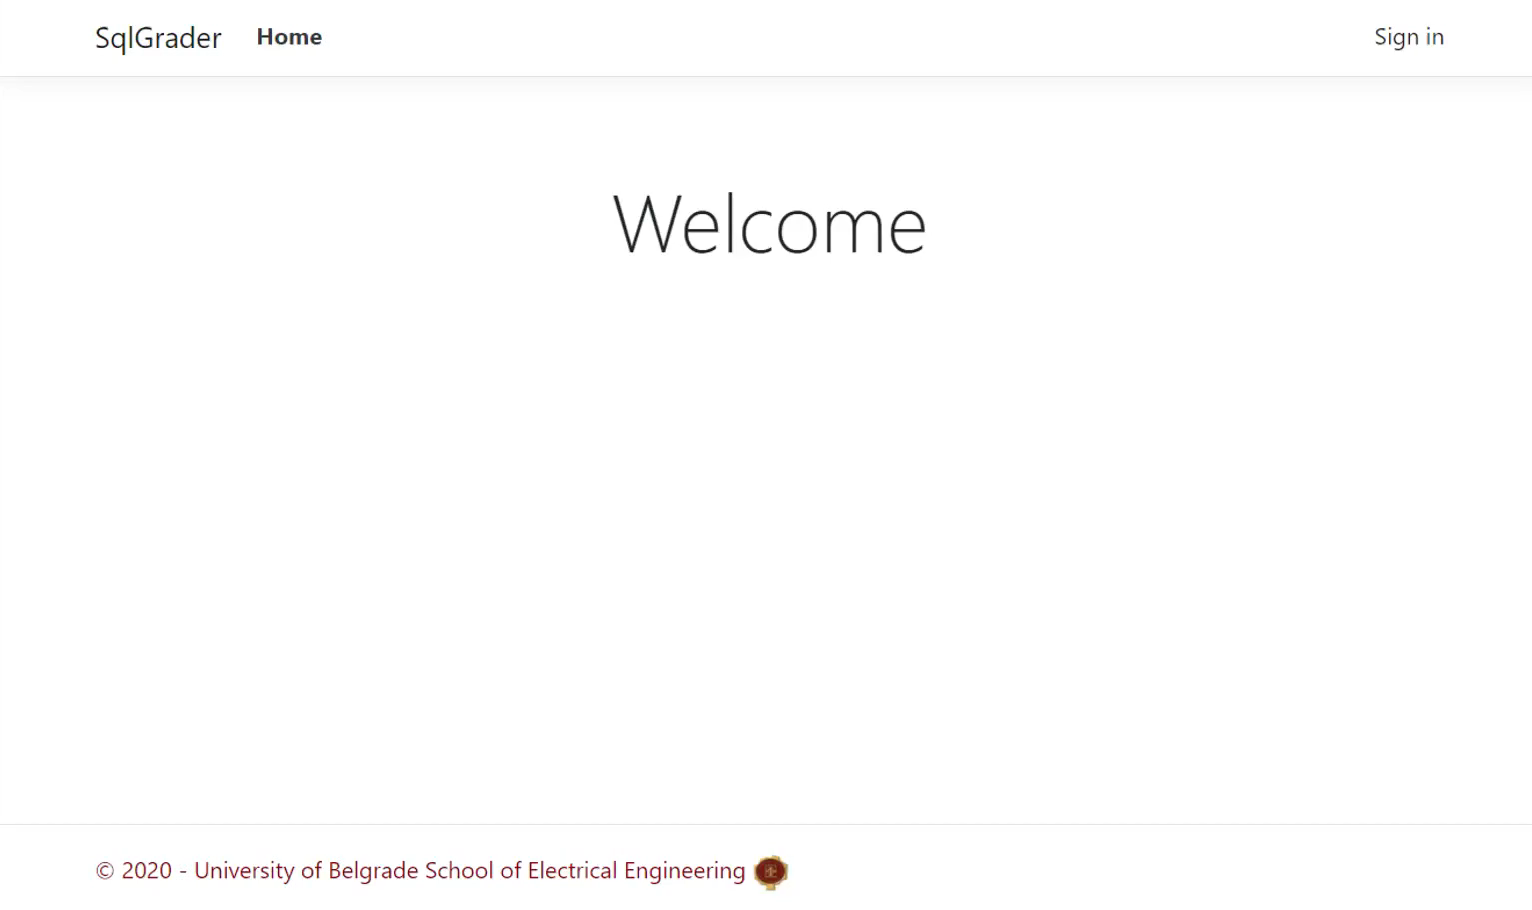 SqlGrader Home Sign in
Welcome
© 2020 - University of Belgrade School of Electrical Engineering